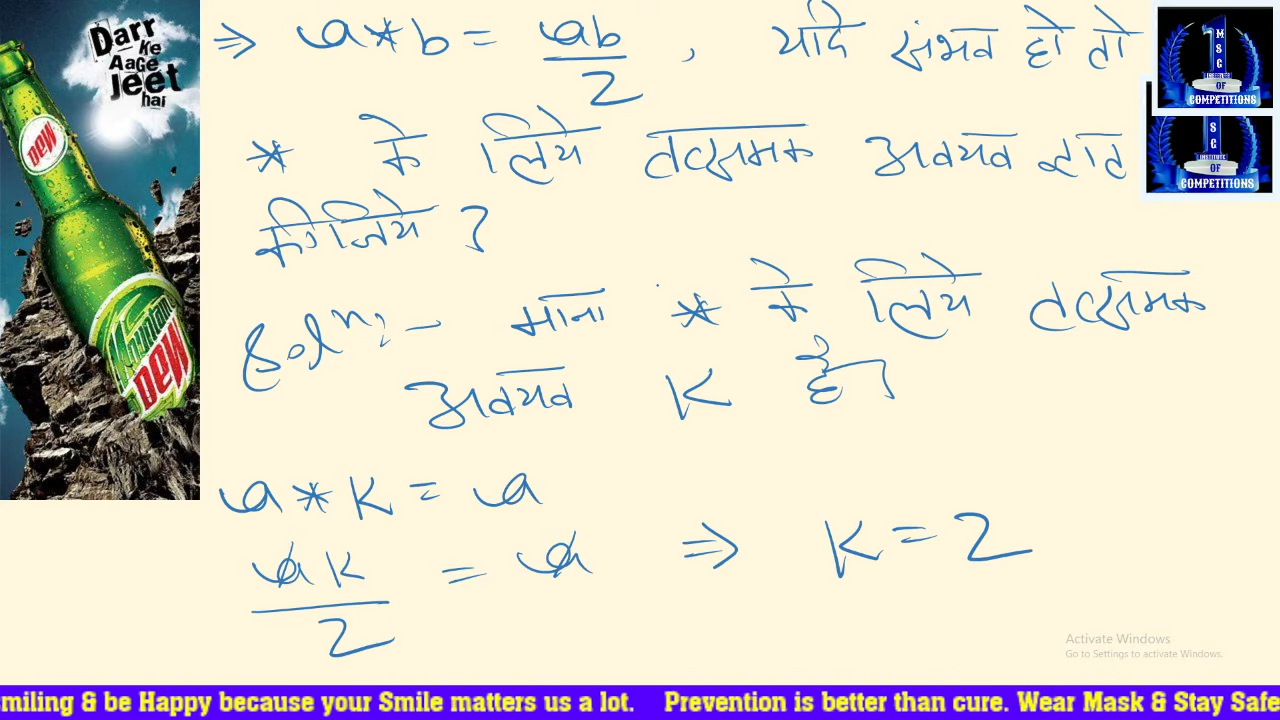 Darr
ke
AaGe
Jeet
hai
DEW
Mountain
DEW
⇒ a*b = ab/2 , यदि संभव हो तो
* के लिये तत्समक अवयव ज्ञात
कीजिये ?
Solⁿ:- माना * के लिये तत्समक
अवयव K है।
a*K = a
aK/2 = a ⇒ K = 2
1
M
S
C
INSTITUTE
OF
COMPETITIONS
S
C
INSTITUTE
OF
COMPETITIONS
Activate Windows
Go to Settings to activate Windows.
miling & be Happy because your Smile matters us a lot. Prevention is better than cure. Wear Mask & Stay Safe